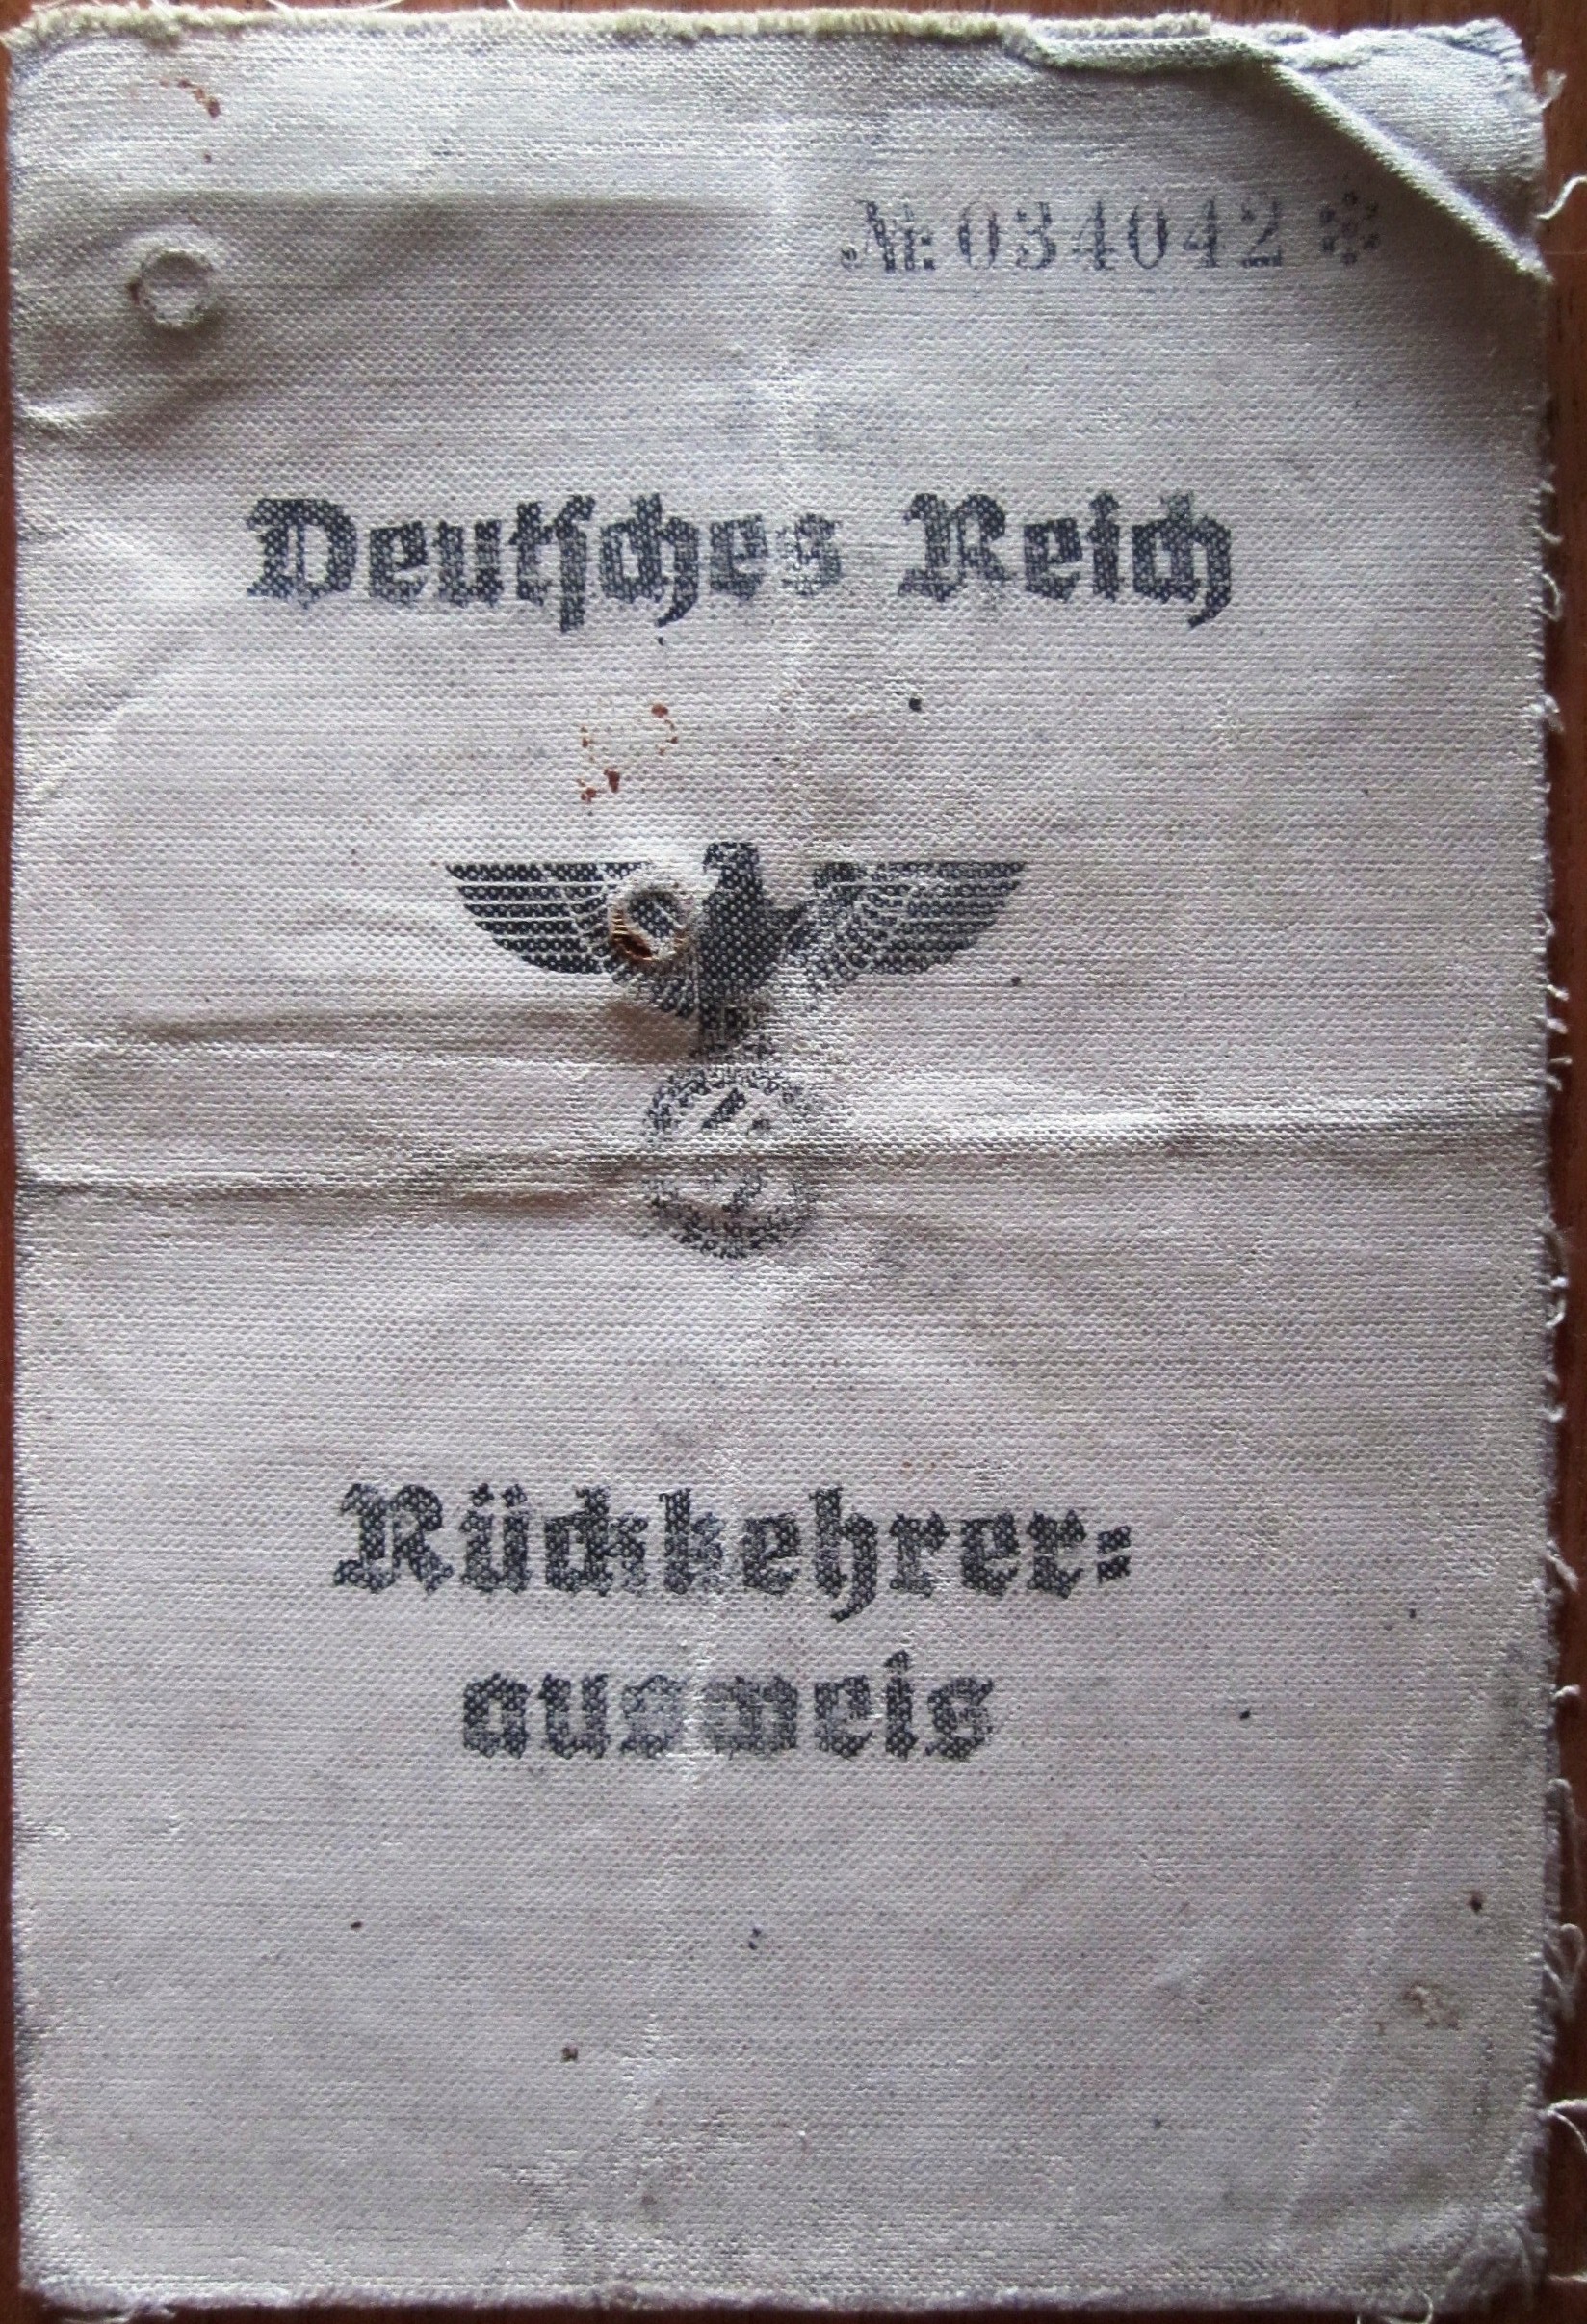 Nr. 034042 ※
Deutsches Reich
Rückkehrer-
ausweis